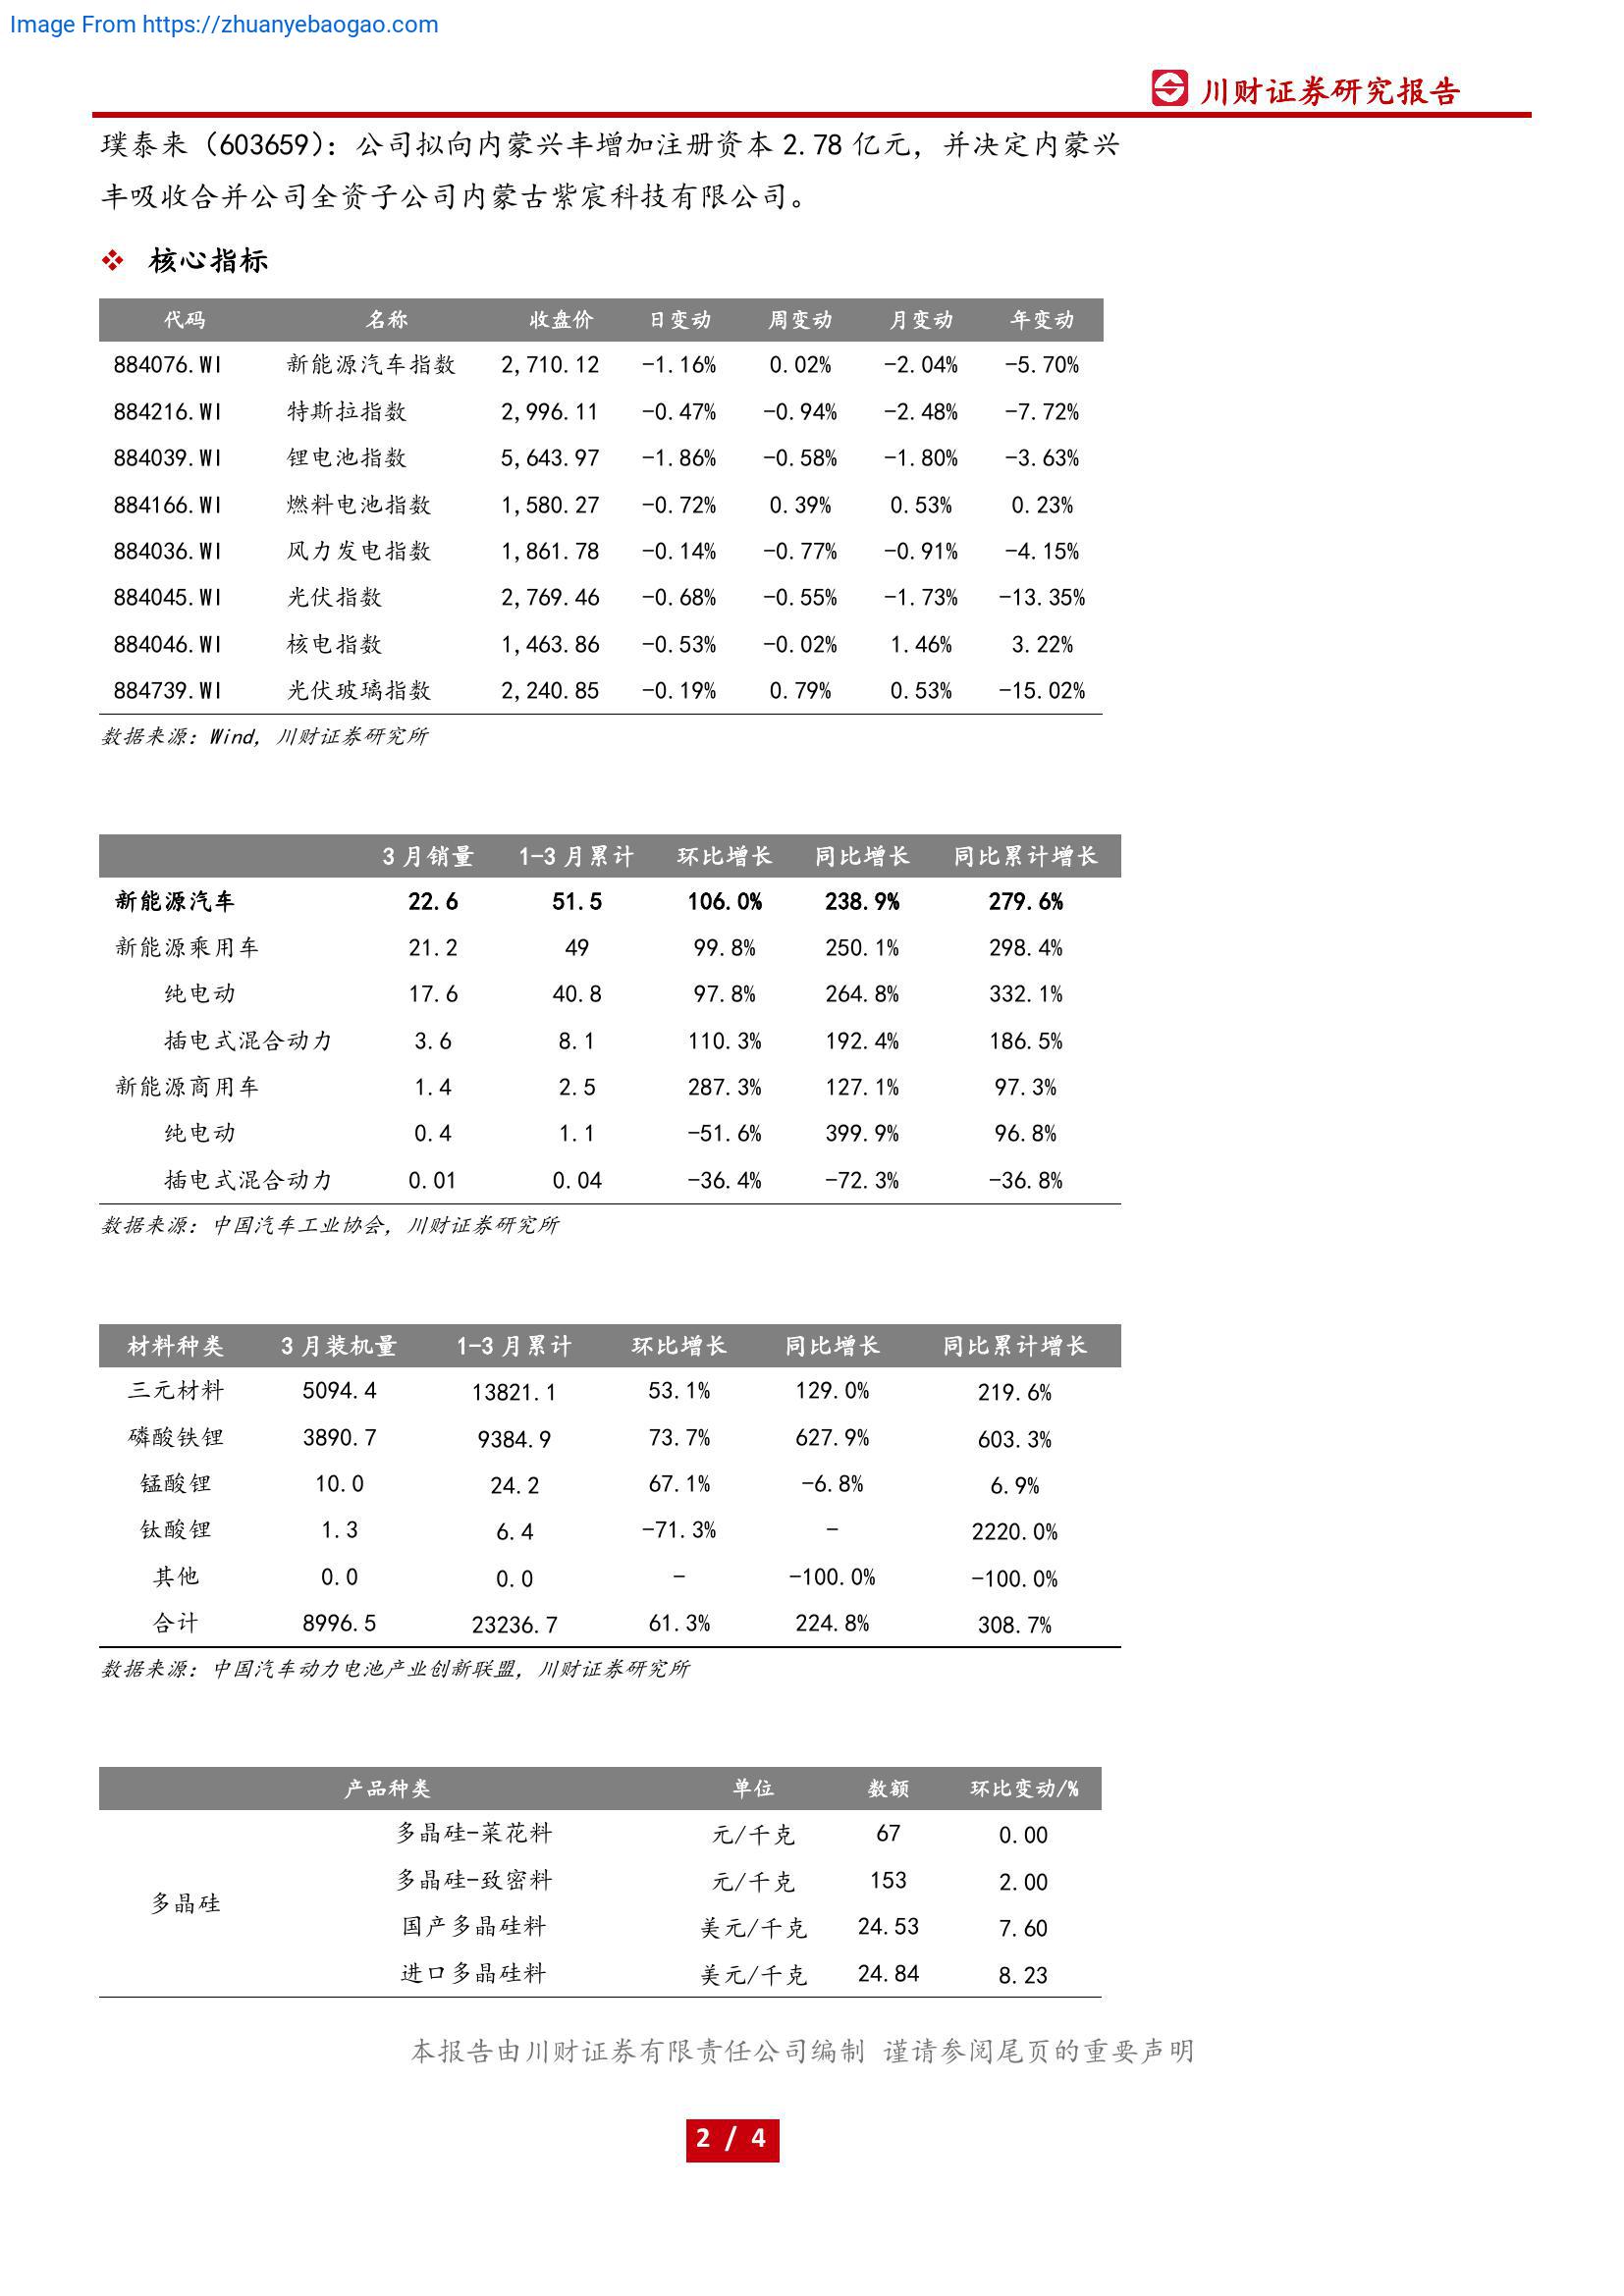 Image From https://zhuanyebaogao.com
川财证券研究报告
璞泰来（603659）：公司拟向内蒙兴丰增加注册资本 2.78 亿元，并决定内蒙兴
丰吸收合并公司全资子公司内蒙古紫宸科技有限公司。
❖ 核心指标
代码 名称 收盘价 日变动 周变动 月变动 年变动
884076.WI 新能源汽车指数 2,710.12 -1.16% 0.02% -2.04% -5.70%
884216.WI 特斯拉指数 2,996.11 -0.47% -0.94% -2.48% -7.72%
884039.WI 锂电池指数 5,643.97 -1.86% -0.58% -1.80% -3.63%
884166.WI 燃料电池指数 1,580.27 -0.72% 0.39% 0.53% 0.23%
884036.WI 风力发电指数 1,861.78 -0.14% -0.77% -0.91% -4.15%
884045.WI 光伏指数 2,769.46 -0.68% -0.55% -1.73% -13.35%
884046.WI 核电指数 1,463.86 -0.53% -0.02% 1.46% 3.22%
884739.WI 光伏玻璃指数 2,240.85 -0.19% 0.79% 0.53% -15.02%
数据来源：Wind，川财证券研究所
3 月销量 1-3 月累计 环比增长 同比增长 同比累计增长
新能源汽车 22.6 51.5 106.0% 238.9% 279.6%
新能源乘用车 21.2 49 99.8% 250.1% 298.4%
纯电动 17.6 40.8 97.8% 264.8% 332.1%
插电式混合动力 3.6 8.1 110.3% 192.4% 186.5%
新能源商用车 1.4 2.5 287.3% 127.1% 97.3%
纯电动 0.4 1.1 -51.6% 399.9% 96.8%
插电式混合动力 0.01 0.04 -36.4% -72.3% -36.8%
数据来源：中国汽车工业协会，川财证券研究所
材料种类 3 月装机量 1-3 月累计 环比增长 同比增长 同比累计增长
三元材料 5094.4 13821.1 53.1% 129.0% 219.6%
磷酸铁锂 3890.7 9384.9 73.7% 627.9% 603.3%
锰酸锂 10.0 24.2 67.1% -6.8% 6.9%
钛酸锂 1.3 6.4 -71.3% - 2220.0%
其他 0.0 0.0 - -100.0% -100.0%
合计 8996.5 23236.7 61.3% 224.8% 308.7%
数据来源：中国汽车动力电池产业创新联盟，川财证券研究所
产品种类 单位 数额 环比变动/%
多晶硅-菜花料 元/千克 67 0.00
多晶硅-致密料 元/千克 153 2.00
多晶硅
国产多晶硅料 美元/千克 24.53 7.60
进口多晶硅料 美元/千克 24.84 8.23
本报告由川财证券有限责任公司编制 谨请参阅尾页的重要声明
2 / 4